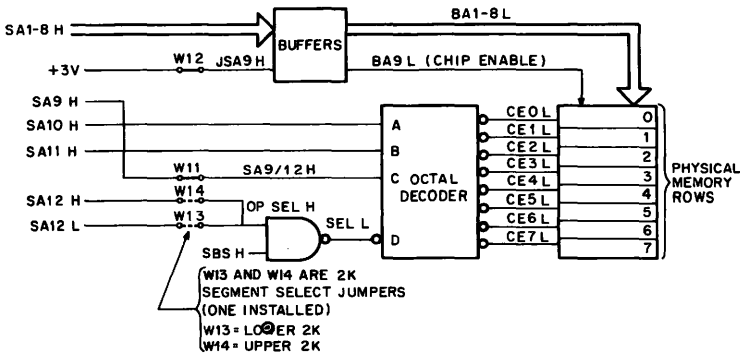 BA1-8 L
SA1-8 H
BUFFERS
W12
JSA9 H
BA9 L (CHIP ENABLE)
+3V
SA9 H
SA10 H
SA11 H
A
B
C
D
OCTAL
DECODER
W11
SA9/12 H
W14
SA12 H
OP SEL H
W13
SA12 L
SEL L
SBS H
CE0 L
CE1 L
CE2 L
CE3 L
CE4 L
CE5 L
CE6 L
CE7 L
0
1
2
3
4
5
6
7
PHYSICAL
MEMORY
ROWS
W13 AND W14 ARE 2K
SEGMENT SELECT JUMPERS
(ONE INSTALLED)
W13 = LOWER 2K
W14 = UPPER 2K